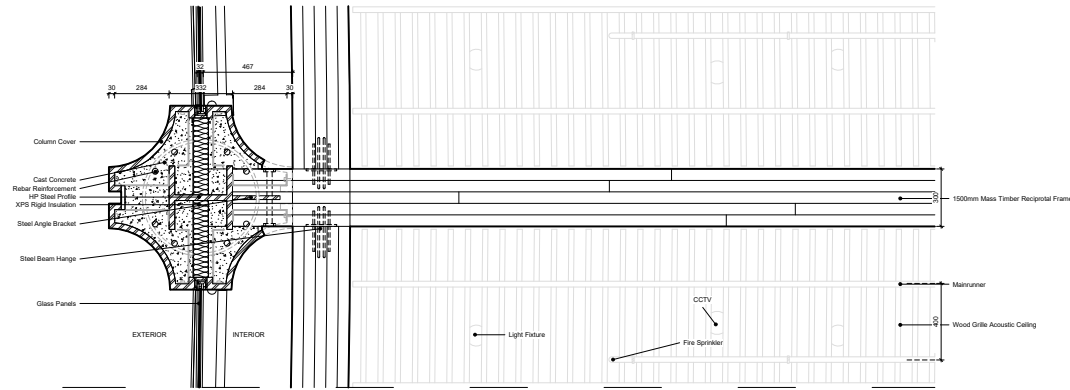 32
467
30
284
332
284
30
Column Cover
Cast Concrete
Rebar Reinforcement
HP Steel Profile
XPS Rigid Insulation
Steel Angle Bracket
Steel Beam Hange
Glass Panels
EXTERIOR
INTERIOR
300
1500mm Mass Timber Reciprotal Frame
Mainrunner
400
CCTV
Wood Grille Acoustic Ceiling
Light Fixture
Fire Sprinkler